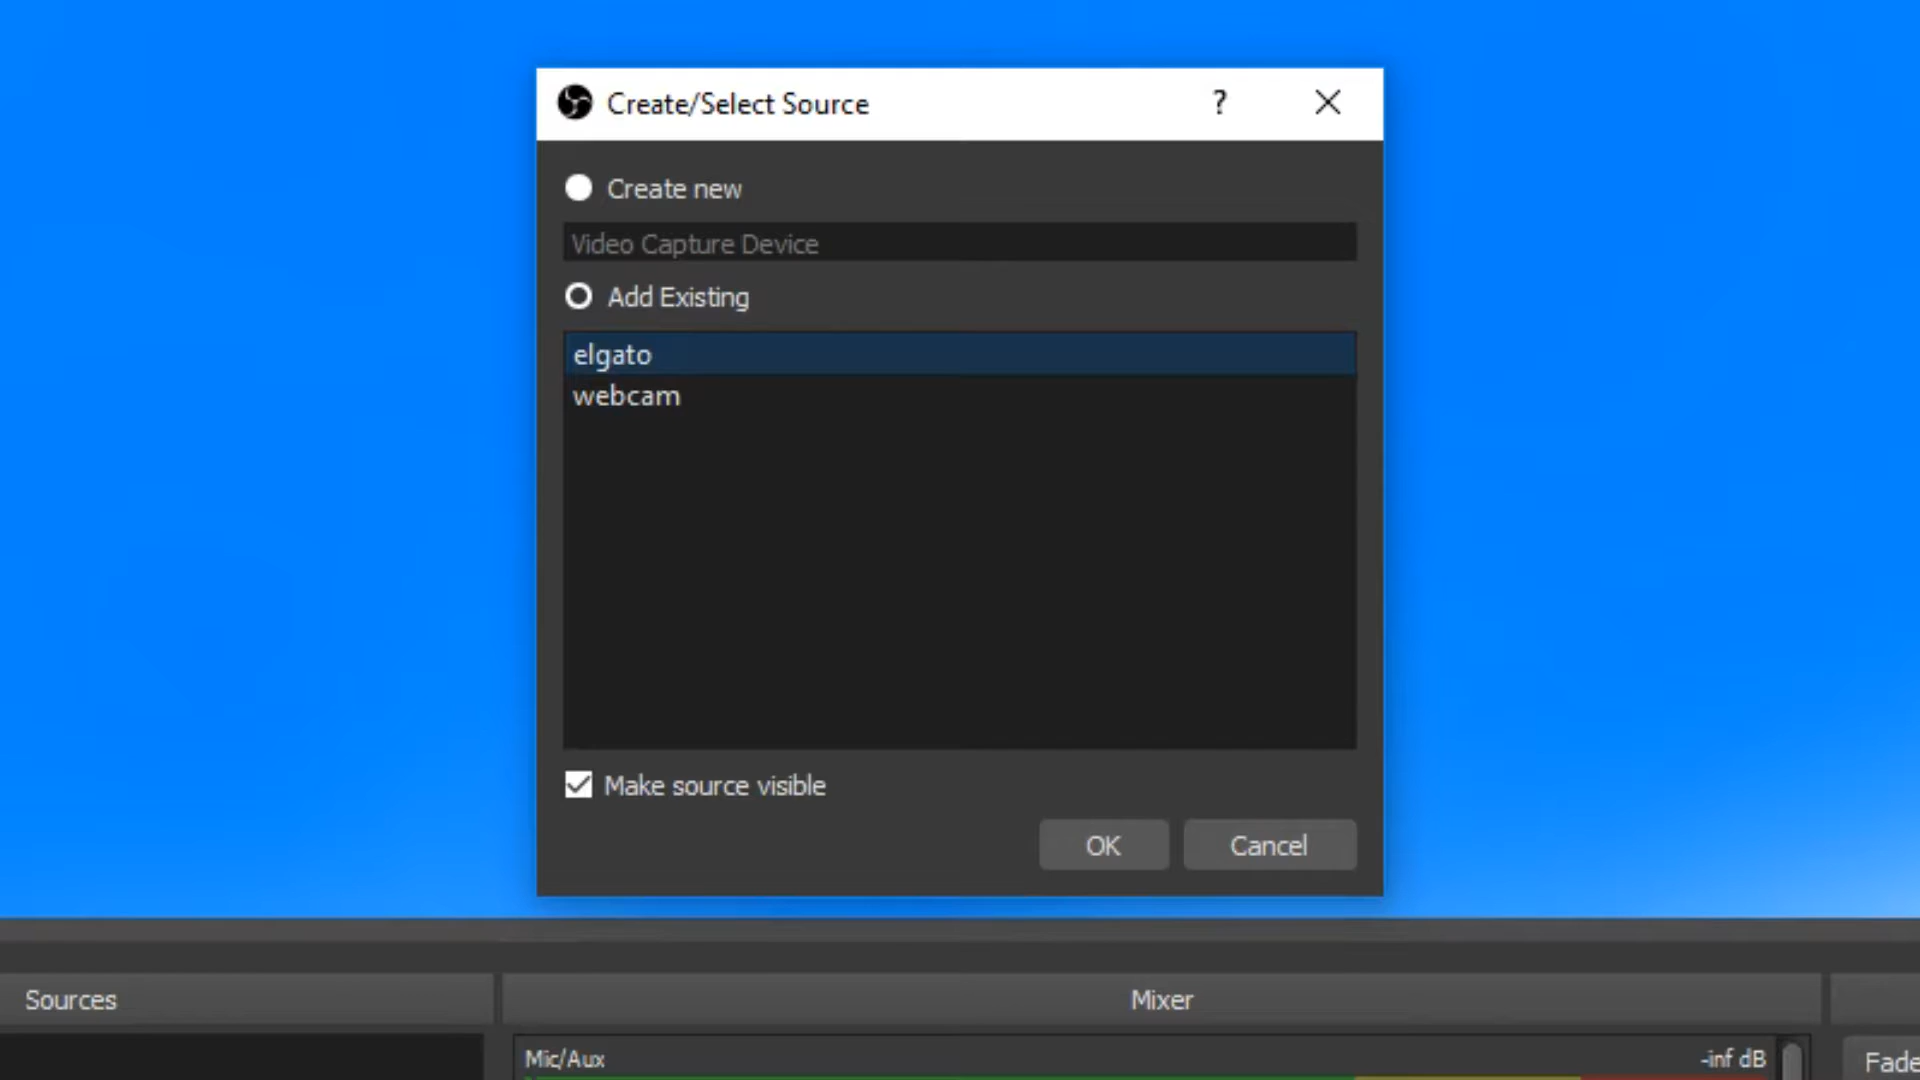 Create/Select Source ?
Create new
Video Capture Device
Add Existing
elgato
webcam
Make source visible
OK Cancel
Sources Mixer
Mic/Aux -inf dB Fade